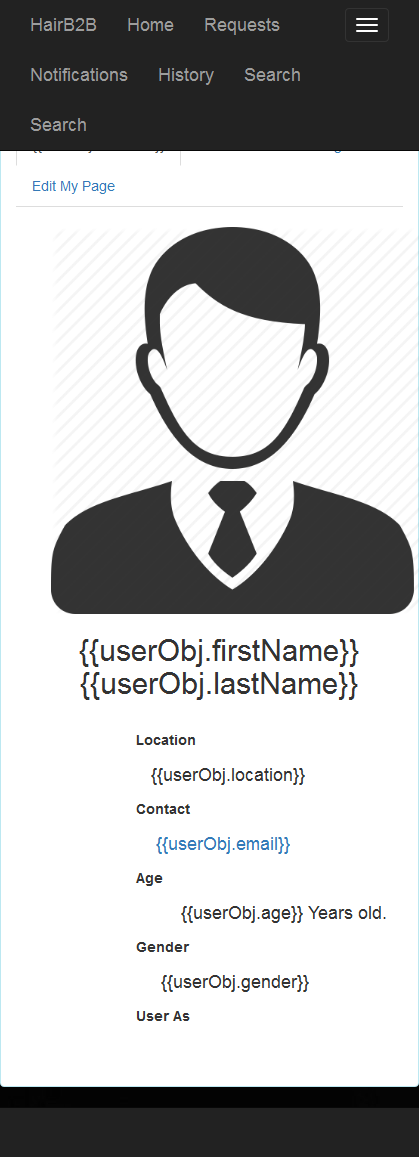 HairB2B Home Requests
Notifications History Search
Search
Edit My Page
{{userObj.firstName}}
{{userObj.lastName}}
Location
{{userObj.location}}
Contact
{{userObj.email}}
Age
{{userObj.age}} Years old.
Gender
{{userObj.gender}}
User As